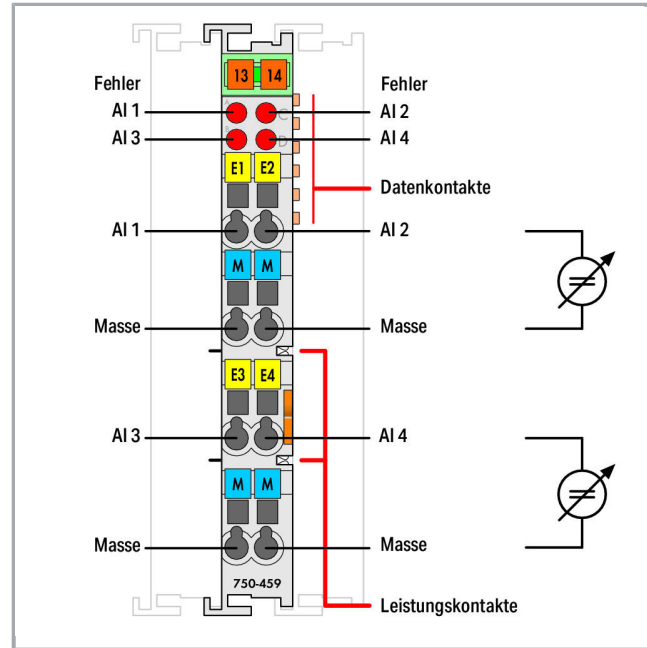 13 14
Fehler Fehler
AI 1 A C AI 2
AI 3 B D AI 4
E1 E2
Datenkontakte
AI 1 AI 2
M M
Masse Masse
E3 E4
AI 3 AI 4
M M
Masse Masse
750-459
Leistungskontakte